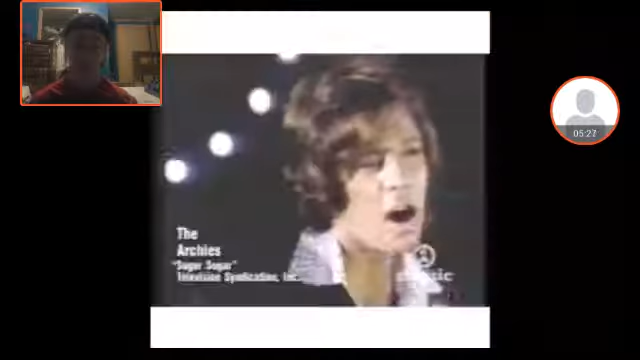 The
Archies
"Sugar Sugar"
Television Syndication, Inc.
music
05:27